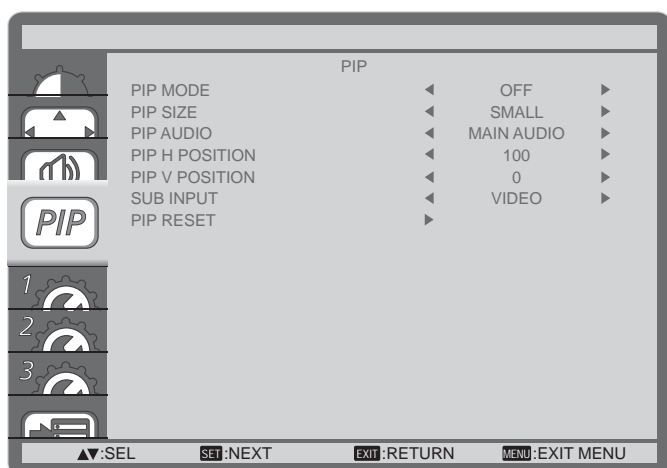 PIP
PIP MODE ◀ OFF ▶
PIP SIZE ◀ SMALL ▶
PIP AUDIO ◀ MAIN AUDIO ▶
PIP H POSITION ◀ 100 ▶
PIP V POSITION ◀ 0 ▶
SUB INPUT ◀ VIDEO ▶
PIP RESET ▶
PIP
1
2
3
▲▼:SEL SET:NEXT EXIT:RETURN MENU:EXIT MENU